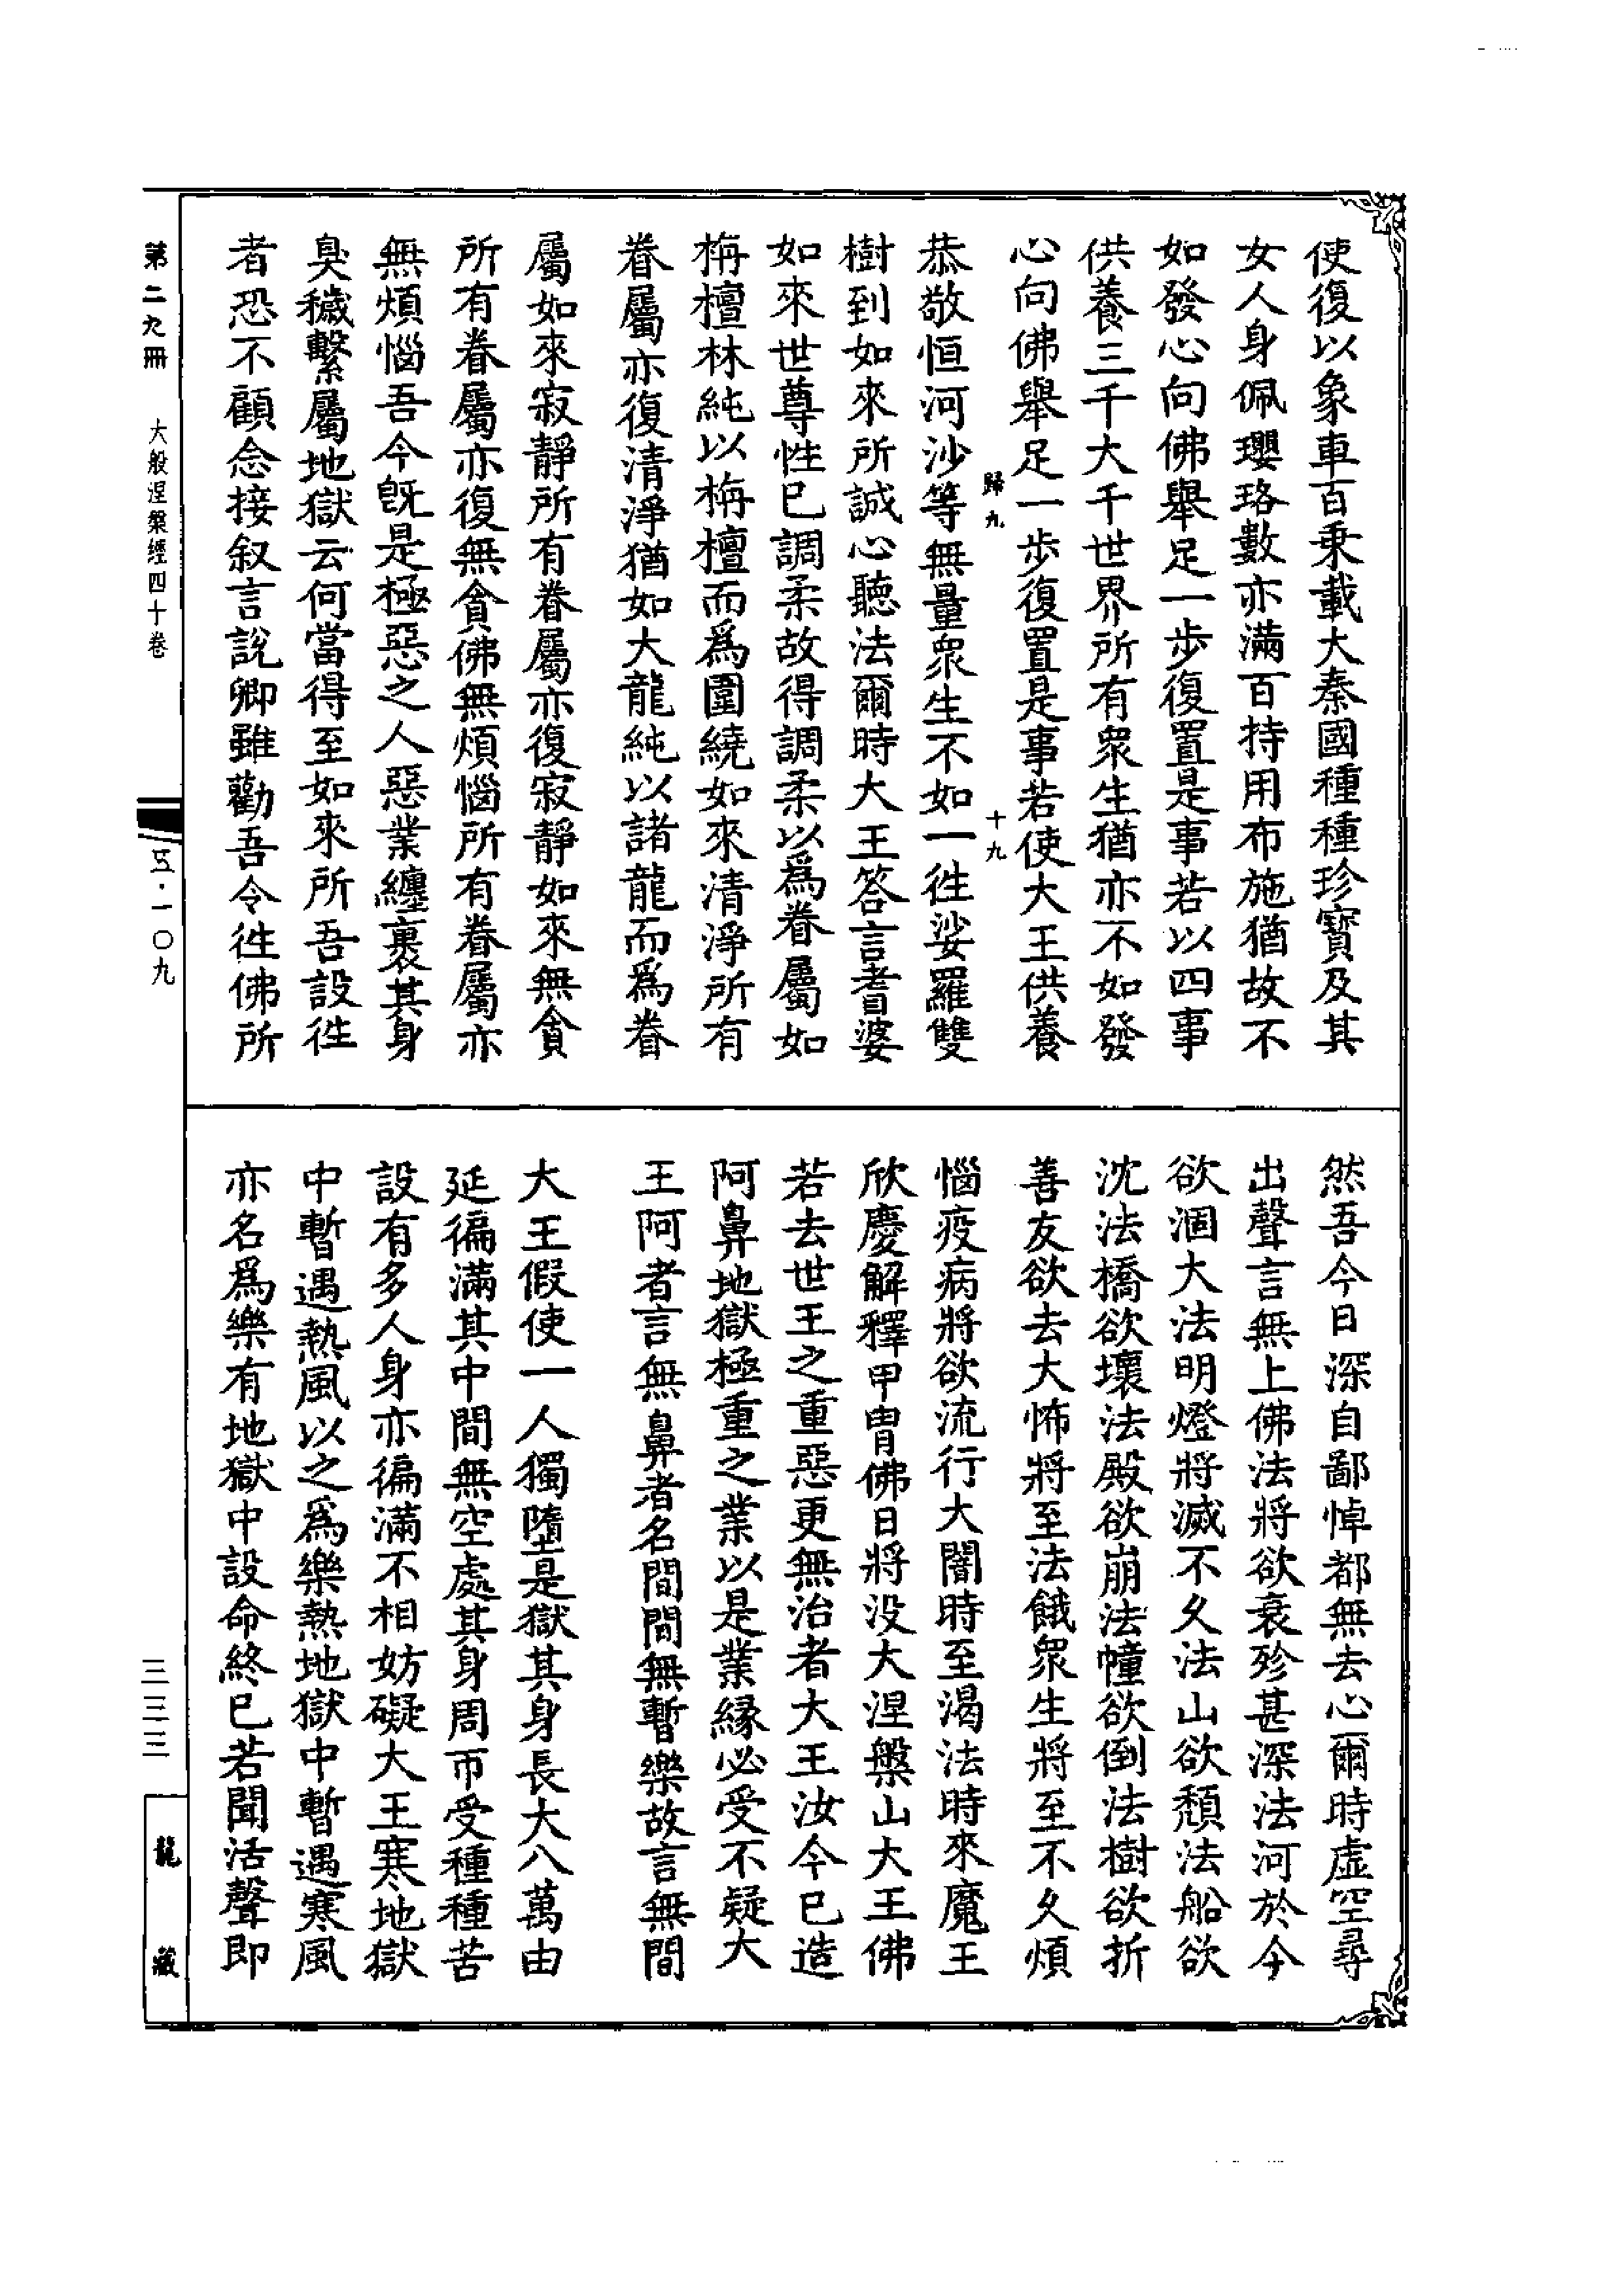 使復以象車百乘載大秦國種種珍寶及其
女人身佩瓔珞數亦滿百持用布施猶故不
如發心向佛舉足一步復置是事若以四事
供養三千大千世界所有衆生猶亦不如發
心向佛舉足一步復置是事若使大王供養
歸九
十九
恭敬恒河沙等無量衆生不如一徃娑羅雙
樹到如來所誠心聽法爾時大王答言耆婆
如來世尊性已調柔故得調柔以爲眷屬如
栴檀林純以栴檀而爲圍繞如來清淨所有
眷屬亦復清淨猶如大龍純以諸龍而爲眷
屬如來寂靜所有眷屬亦復寂靜如來無貪
所有眷屬亦復無貪佛無煩惱所有眷屬亦
無煩惱吾今旣是極惡之人惡業纏裹其身
臭穢繫屬地獄云何當得至如來所吾設徃
者恐不顧念接叙言說卿雖勸吾令徃佛所
然吾今日深自鄙悼都無去心爾時虛空尋
出聲言無上佛法將欲衰殄甚深法河於今
欲涸大法明燈將滅不久法山欲頹法船欲
沈法橋欲壞法殿欲崩法幢欲倒法樹欲折
善友欲去大怖將至法餓衆生將至不久煩
惱疫病將欲流行大闇時至渴法時來魔王
欣慶解釋甲胄佛日將没大涅槃山大王佛
若去世王之重惡更無治者大王汝今已造
阿鼻地獄極重之業以是業緣必受不疑大
王阿者言無鼻者名間間無暫樂故言無間
大王假使一人獨墮是獄其身長大八萬由
延徧滿其中間無空處其身周帀受種種苦
設有多人身亦徧滿不相妨礙大王寒地獄
中暫遇熱風以之爲樂熱地獄中暫遇寒風
亦名爲樂有地獄中設命終已若聞活聲即
第二九冊
大般涅槃經四十卷
五·一〇九
三三三
龍藏